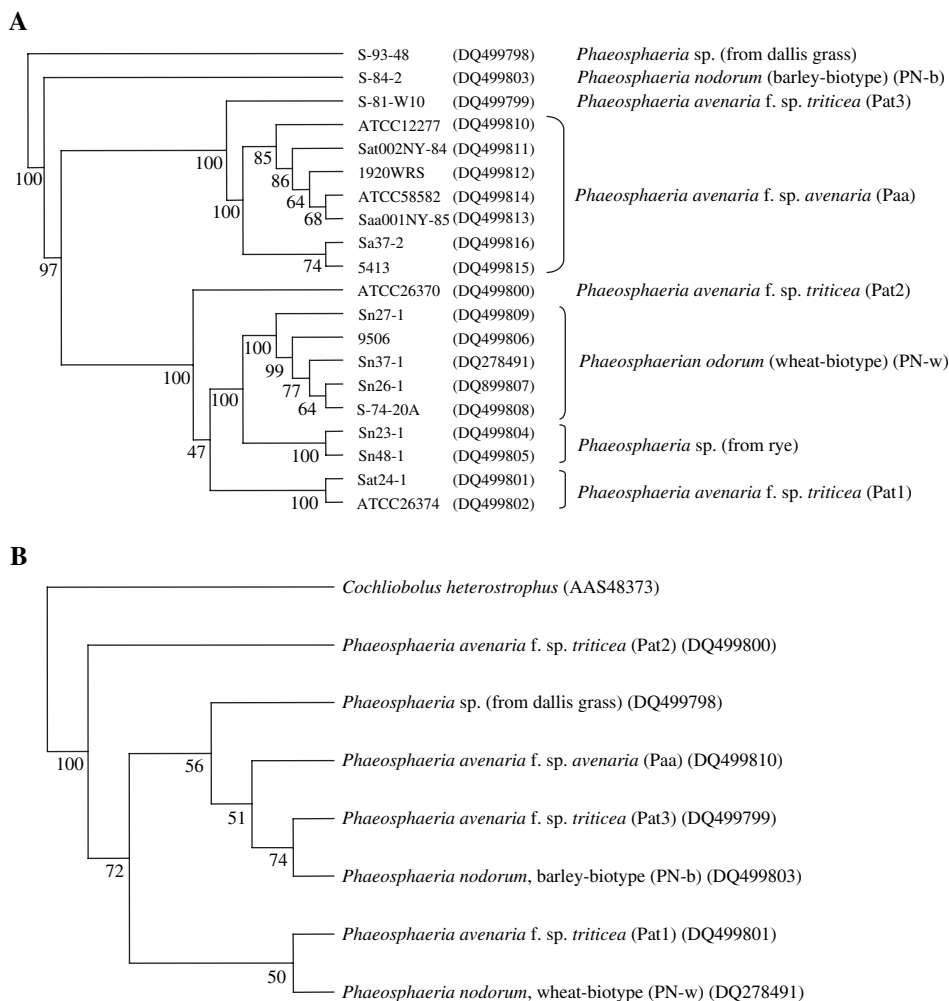 A
S-93-48 (DQ499798) Phaeosphaeria sp. (from dallis grass)
S-84-2 (DQ499803) Phaeosphaeria nodorum (barley-biotype) (PN-b)
S-81-W10 (DQ499799) Phaeosphaeria avenaria f. sp. triticea (Pat3)
ATCC12277 (DQ499810)
85
Sat002NY-84 (DQ499811)
100
100
86
1920WRS (DQ499812)
64
ATCC58582 (DQ499814) Phaeosphaeria avenaria f. sp. avenaria (Paa)
100
68
Saa001NY-85 (DQ499813)
Sa37-2 (DQ499816)
97
74
5413 (DQ499815)
ATCC26370 (DQ499800) Phaeosphaeria avenaria f. sp. triticea (Pat2)
Sn27-1 (DQ499809)
100
9506 (DQ499806)
100
99
Sn37-1 (DQ278491) Phaeosphaerian odorum (wheat-biotype) (PN-w)
100
77
Sn26-1 (DQ899807)
64
S-74-20A (DQ499808)
Sn23-1 (DQ499804)
Phaeosphaeria sp. (from rye)
47
100
Sn48-1 (DQ499805)
Sat24-1 (DQ499801)
Phaeosphaeria avenaria f. sp. triticea (Pat1)
100
ATCC26374 (DQ499802)
B
Cochliobolus heterostrophus (AAS48373)
Phaeosphaeria avenaria f. sp. triticea (Pat2) (DQ499800)
Phaeosphaeria sp. (from dallis grass) (DQ499798)
100
56
Phaeosphaeria avenaria f. sp. avenaria (Paa) (DQ499810)
51
Phaeosphaeria avenaria f. sp. triticea (Pat3) (DQ499799)
72
74
Phaeosphaeria nodorum, barley-biotype (PN-b) (DQ499803)
Phaeosphaeria avenaria f. sp. triticea (Pat1) (DQ499801)
50
Phaeosphaeria nodorum, wheat-biotype (PN-w) (DQ278491)